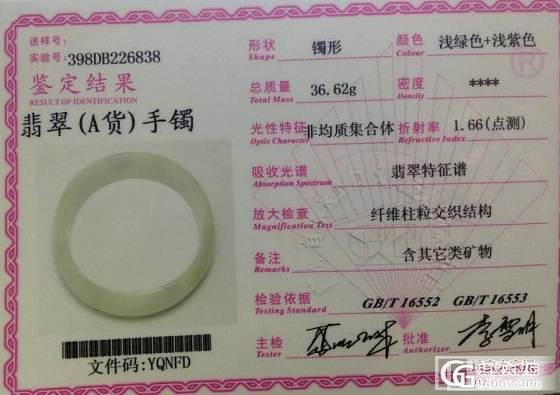 送样号:
实验号: 398DB226838
鉴定结果
RESULT OF IDENTIFICATION
翡翠(A货)手镯
文件码: YQNFD
形状 镯形 颜色 浅绿色+浅紫色
Shape Colour
总质量 36.62g 密度 ****
Total Mass Density
光性特征 非均质集合体 折射率 1.66(点测)
Optic Character Refractive Index
吸收光谱 翡翠特征谱
Absorption Spectrum
放大检查 纤维柱粒交织结构
Magnification Test
备注 含其它类矿物
Remarks
检验依据 GB/T 16552 GB/T 16553
Testing Standard
主检 批准 李雪明
Tester Authorizer